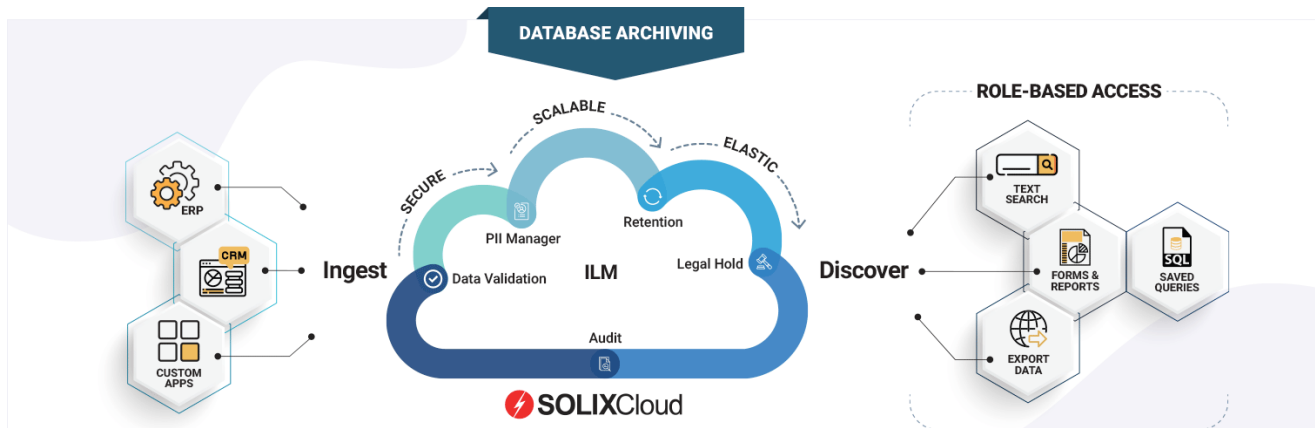 DATABASE ARCHIVING
ERP
CRM
CUSTOM
APPS
Ingest
SECURE
SCALABLE
ELASTIC
PII Manager
Retention
Data Validation
ILM
Legal Hold
Audit
SOLIXCloud
Discover
ROLE-BASED ACCESS
TEXT
SEARCH
FORMS &
REPORTS
SQL
SAVED
QUERIES
EXPORT
DATA